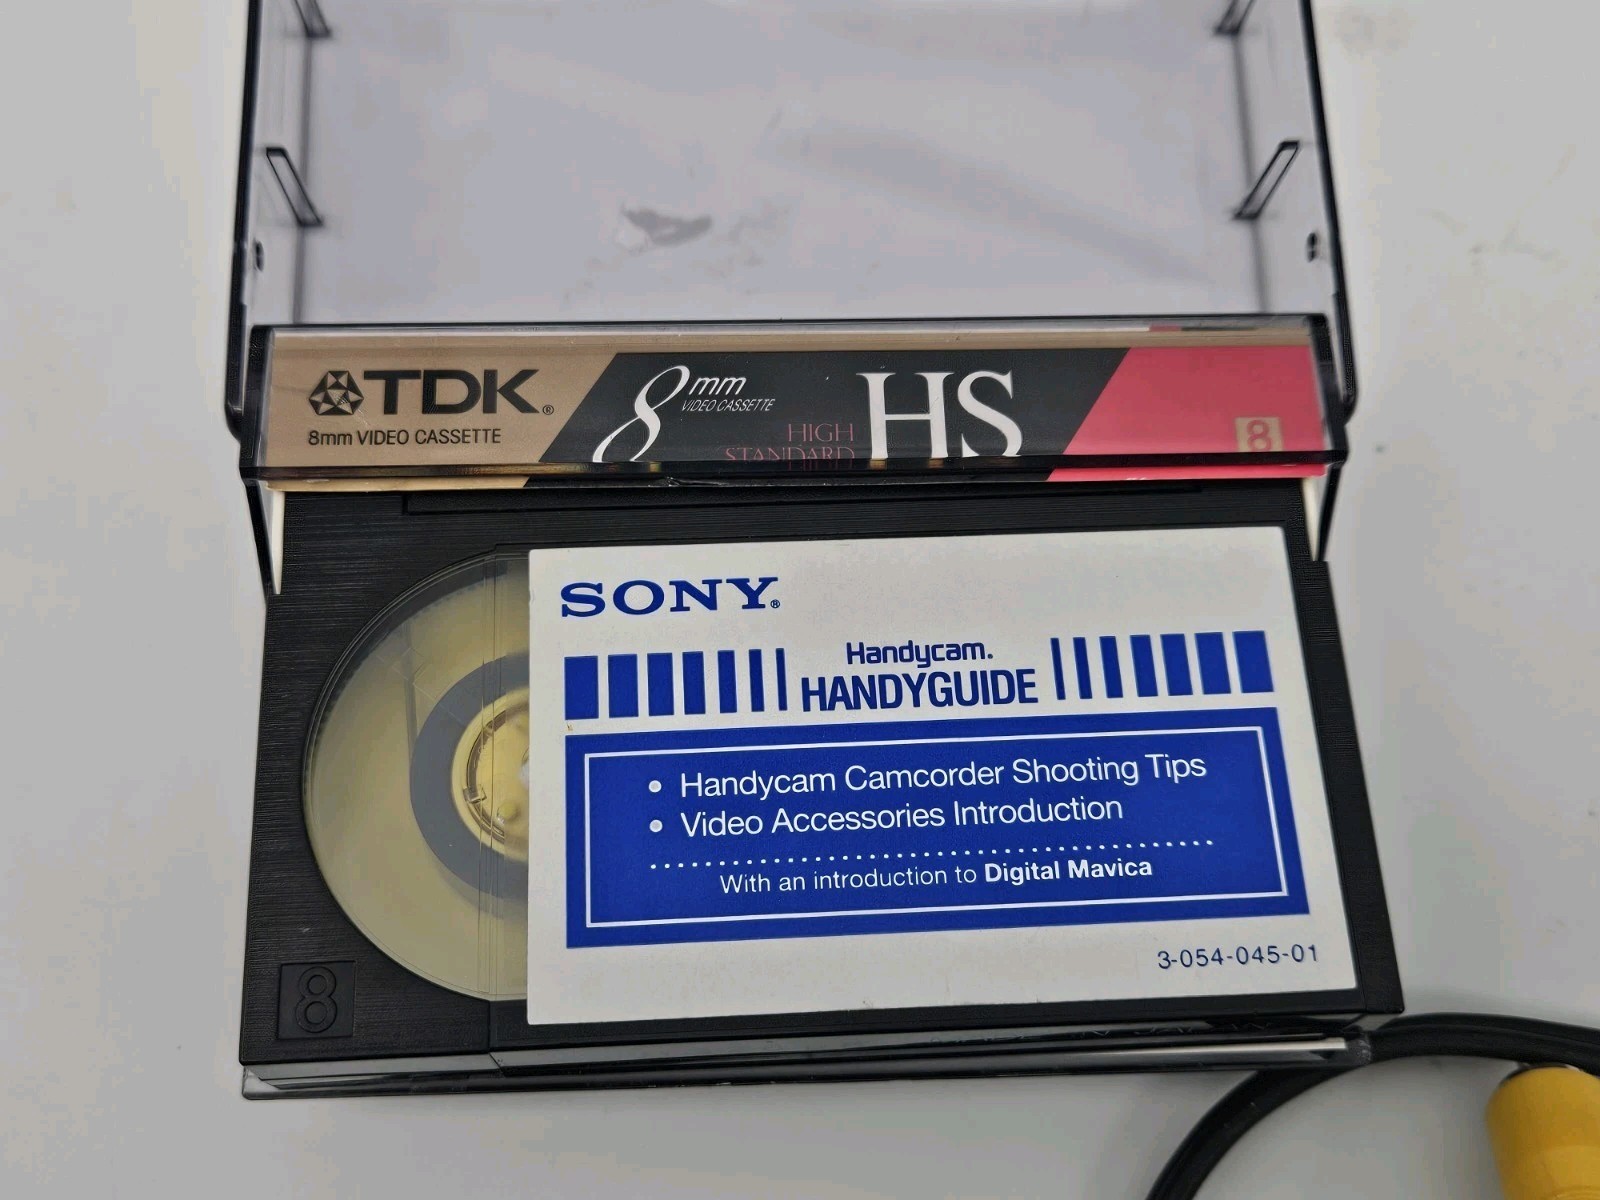 TDK®
8mm VIDEO CASSETTE
8mm
VIDEO CASSETTE
HIGH
STANDARD
HS
8
SONY®
Handycam.
HANDYGUIDE
• Handycam Camcorder Shooting Tips
• Video Accessories Introduction
With an introduction to Digital Mavica
3-054-045-01
8